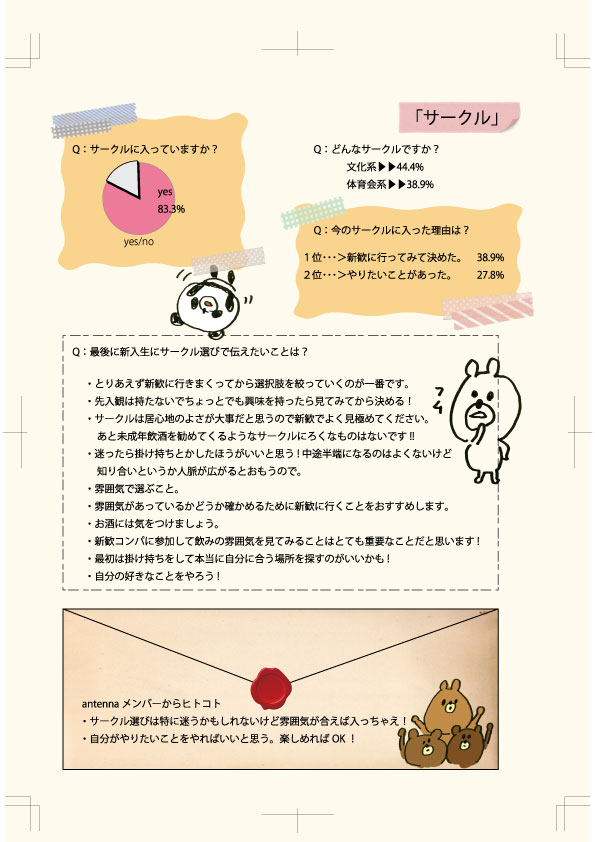 「サークル」
Q：サークルに入っていますか？
yes
83.3%
yes/no
Q：どんなサークルですか？
文化系▶▶44.4%
体育会系▶▶38.9%
Q：今のサークルに入った理由は？
1位･･･＞新歓に行ってみて決めた。 38.9%
2位･･･＞やりたいことがあった。 27.8%
Q：最後に新入生にサークル選びで伝えたいことは？
・とりあえず新歓に行きまくってから選択肢を絞っていくのが一番です。
・先入観は持たないでちょっとでも興味を持ったら見てみてから決める！
・サークルは居心地のよさが大事だと思うので新歓でよく見極めてください。
あと未成年飲酒を勧めてくるようなサークルにろくなものはないです !!
・迷ったら掛け持ちとかしたほうがいいと思う！中途半端になるのはよくないけど
知り合いというか人脈が広がるとおもうので。
・雰囲気で選ぶこと。
・雰囲気があっているかどうか確かめるために新歓に行くことをおすすめします。
・お酒には気をつけましょう。
・新歓コンパに参加して飲みの雰囲気を見てみることはとても重要なことだと思います！
・最初は掛け持ちをして本当に自分に合う場所を探すのがいいかも！
・自分の好きなことをやろう！
antenna メンバーからヒトコト
・サークル選びは特に迷うかもしれないけど雰囲気が合えば入っちゃえ！
・自分がやりたいことをやればいいと思う。楽しめれば OK ！